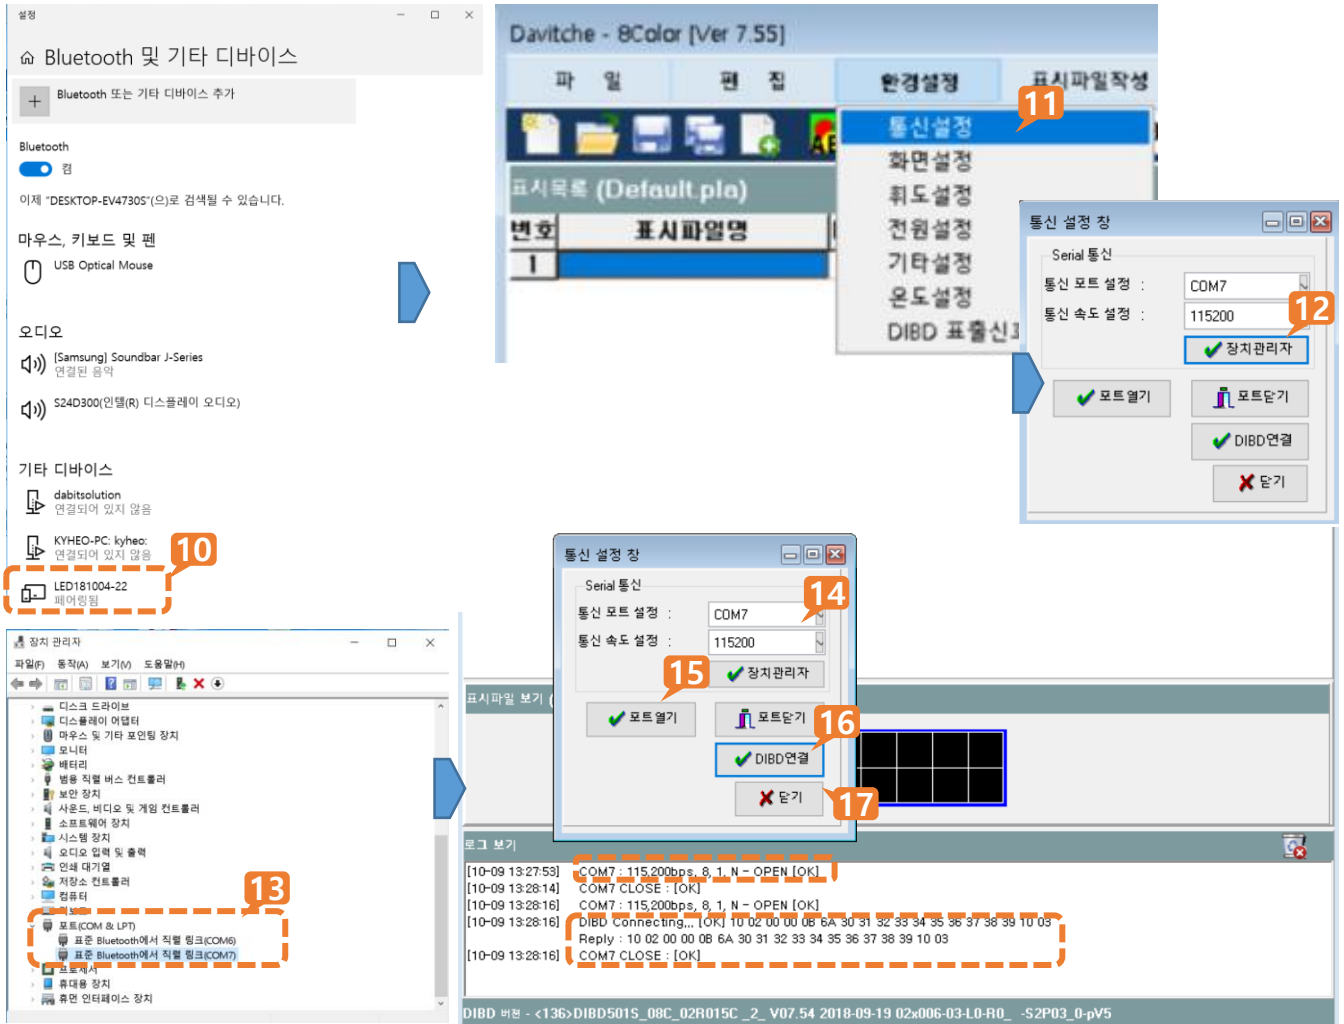 설정
Bluetooth 및 기타 디바이스
Bluetooth 또는 기타 디바이스 추가
Bluetooth
켬
이제 "DESKTOP-EV4730S"(으)로 검색될 수 있습니다.
마우스, 키보드 및 펜
USB Optical Mouse
오디오
[Samsung] Soundbar J-Series
연결된 음악
S24D300(인텔(R) 디스플레이 오디오)
기타 디바이스
dabitsolution
연결되어 있지 않음
KYHEO-PC: kyheo:
연결되어 있지 않음
10
LED181004-22
페어링됨
Davitche - 8Color [Ver 7.55]
파 일
편 집
환경설정
표시파일작성
11
통신설정
화면설정
휘도설정
전원설정
기타설정
온도설정
DIBD 표출신호
표시목록 (Default.pla)
번호
표시파일명
1
통신 설정 창
Serial 통신
통신 포트 설정 :
COM7
통신 속도 설정 :
115200
12
장치관리자
포트열기
포트닫기
DIBD연결
닫기
장치 관리자
파일(F) 동작(A) 보기(V) 도움말(H)
디스크 드라이브
디스플레이 어댑터
마우스 및 기타 포인팅 장치
모니터
배터리
범용 직렬 버스 컨트롤러
보안 장치
사운드, 비디오 및 게임 컨트롤러
소프트웨어 장치
시스템 장치
오디오 입력 및 출력
인쇄 대기열
저장소 컨트롤러
컴퓨터
13
키보드
포트(COM & LPT)
표준 Bluetooth에서 직렬 링크(COM6)
표준 Bluetooth에서 직렬 링크(COM7)
프로세서
휴대용 장치
휴먼 인터페이스 장치
통신 설정 창
Serial 통신
14
통신 포트 설정 :
COM7
통신 속도 설정 :
115200
15
장치관리자
포트열기
포트닫기
16
DIBD연결
닫기
17
표시파일 보기 (
로그 보기
[10-09 13:27:53] COM7 : 115,200bps, 8, 1, N - OPEN [OK]
[10-09 13:28:14] COM7 CLOSE : [OK]
[10-09 13:28:16] COM7 : 115,200bps, 8, 1, N - OPEN [OK]
[10-09 13:28:16] DIBD Connecting,,, [OK] 10 02 00 00 0B 6A 30 31 32 33 34 35 36 37 38 39 10 03
Reply : 10 02 00 00 0B 6A 30 31 32 33 34 35 36 37 38 39 10 03
[10-09 13:28:16] COM7 CLOSE : [OK]
DIBD 버젼 - <136>DIBD501S_08C_02R015C _2_ V07.54 2018-09-19 02x006-03-L0-R0_ -S2P03_0-pV5